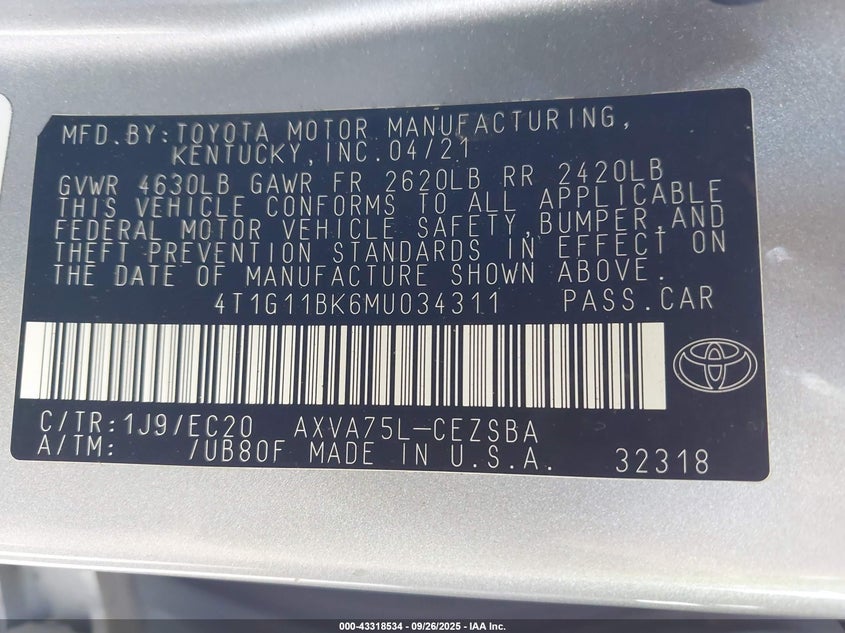 MFD.BY:TOYOTA MOTOR MANUFACTURING,
KENTUCKY,INC.04/21
GVWR 4630LB GAWR FR 2620LB RR 2420LB
THIS VEHICLE CONFORMS TO ALL APPLICABLE
FEDERAL MOTOR VEHICLE SAFETY,BUMPER,AND
THEFT PREVENTION STANDARDS IN EFFECT ON
THE DATE OF MANUFACTURE SHOWN ABOVE.
4T1G11BK6MU034311 PASS.CAR
C/TR:1J9/EC20 AXVA75L-CEZSBA
A/TM: /UB80F MADE IN U.S.A. 32318
000-43318534 - 09/26/2025 - IAA Inc.